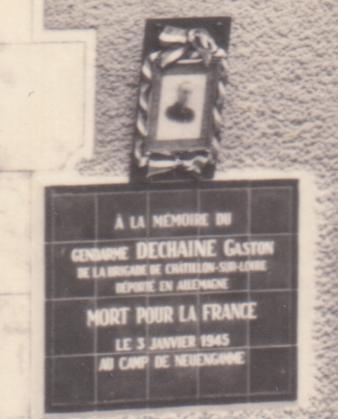 À LA MÉMOIRE DU
GENDARME DECHAINE GASTON
DE LA BRIGADE DE CHÂTILLON-SUR-LOIRE
DÉPORTÉ EN ALLEMAGNE
MORT POUR LA FRANCE
LE 3 JANVIER 1945
AU CAMP DE NEUENGAMME